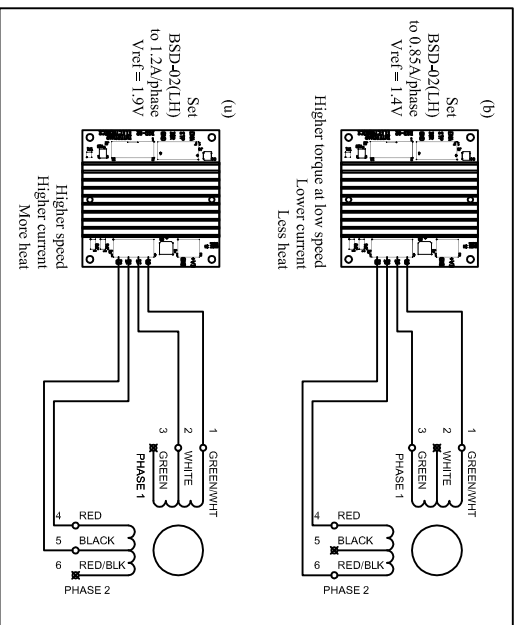 (u)
Set
BSD-02(LH)
to 1.2A/phase
Vref = 1.9V
Higher speed
Higher current
More heat
1 GREEN/WHT
2 WHITE
3 GREEN
PHASE 1
4 RED
5 BLACK
6 RED/BLK
PHASE 2
(b)
Set
BSD-02(LH)
to 0.85A/phase
Vref = 1.4V
Higher torque at low speed
Lower current
Less heat
1 GREEN/WHT
2 WHITE
3 GREEN
PHASE 1
4 RED
5 BLACK
6 RED/BLK
PHASE 2